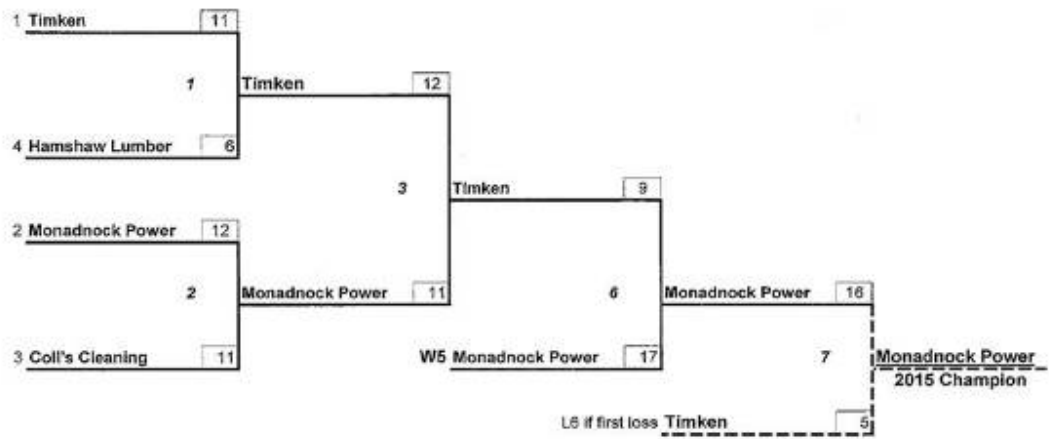 1 Timken 11
1 Timken 12
4 Hamshaw Lumber 6
3 Timken 9
2 Monadnock Power 12
2 Monadnock Power 11 6 Monadnock Power 16
3 Coll's Cleaning 11 W5 Monadnock Power 17 7 Monadnock Power
2015 Champion
L6 if first loss Timken 5